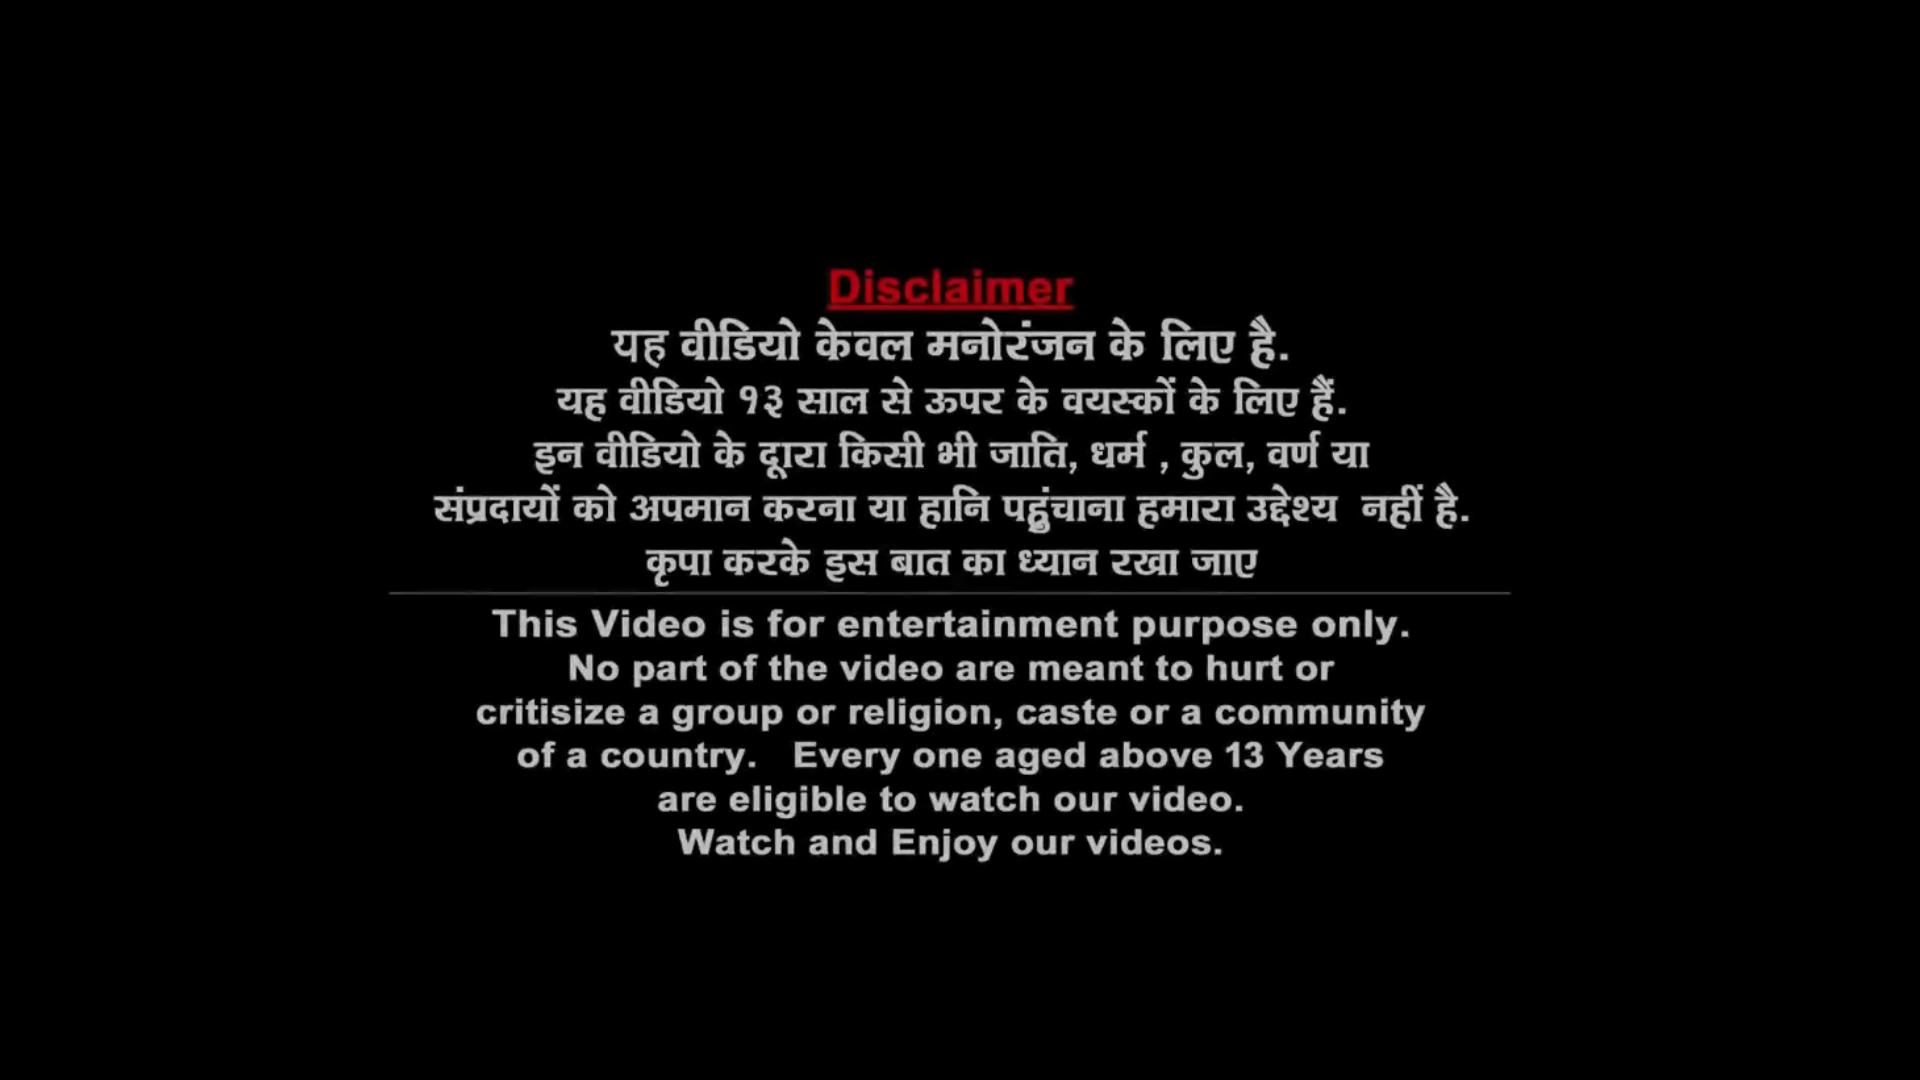 Disclaimer
यह वीडियो केवल मनोरंजन के लिए है.
यह वीडियो १३ साल से ऊपर के वयस्कों के लिए हैं.
इन वीडियो के दूारा किसी भी जाति, धर्म , कुल, वर्ण या
संप्रदायों को अपमान करना या हानि पहुंचाना हमारा उद्देश्य नहीं है.
कृपा करके इस बात का ध्यान रखा जाए
This Video is for entertainment purpose only.
No part of the video are meant to hurt or
critisize a group or religion, caste or a community
of a country. Every one aged above 13 Years
are eligible to watch our video.
Watch and Enjoy our videos.